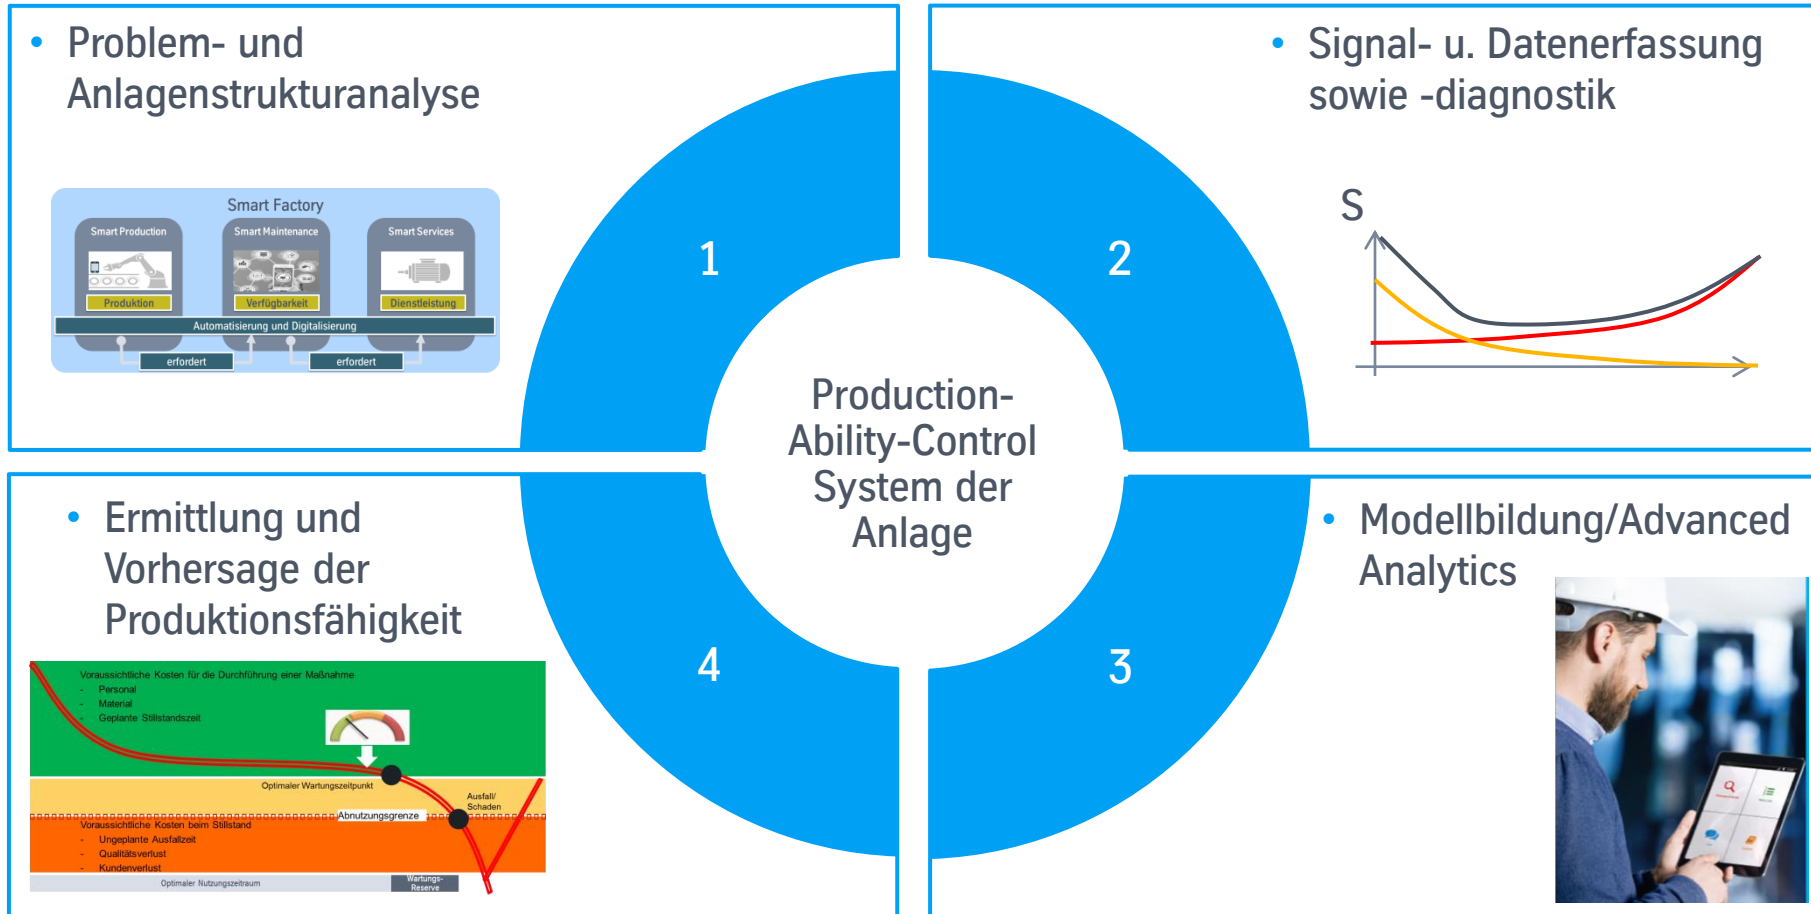 Problem- und
Anlagenstrukturanalyse
Smart Factory
Smart Production
Smart Maintenance
Smart Services
Produktion
Verfügbarkeit
Dienstleistung
Automatisierung und Digitalisierung
erfordert
erfordert
1
Signal- u. Datenerfassung
sowie -diagnostik
S
2
Production-
Ability-Control
System der
Anlage
Ermittlung und
Vorhersage der
Produktionsfähigkeit
Voraussichtliche Kosten für die Durchführung einer Maßnahme
- Personal
- Material
- Geplante Stillstandszeit
Optimaler Wartungszeitpunkt
Ausfall/
Schaden
Abnutzungsgrenze
Voraussichtliche Kosten beim Stillstand
- Ungeplante Ausfallzeit
- Qualitätsverlust
- Kundenverlust
Optimaler Nutzungszeitraum
Wartungs-
Reserve
4
Modellbildung/Advanced
Analytics
3